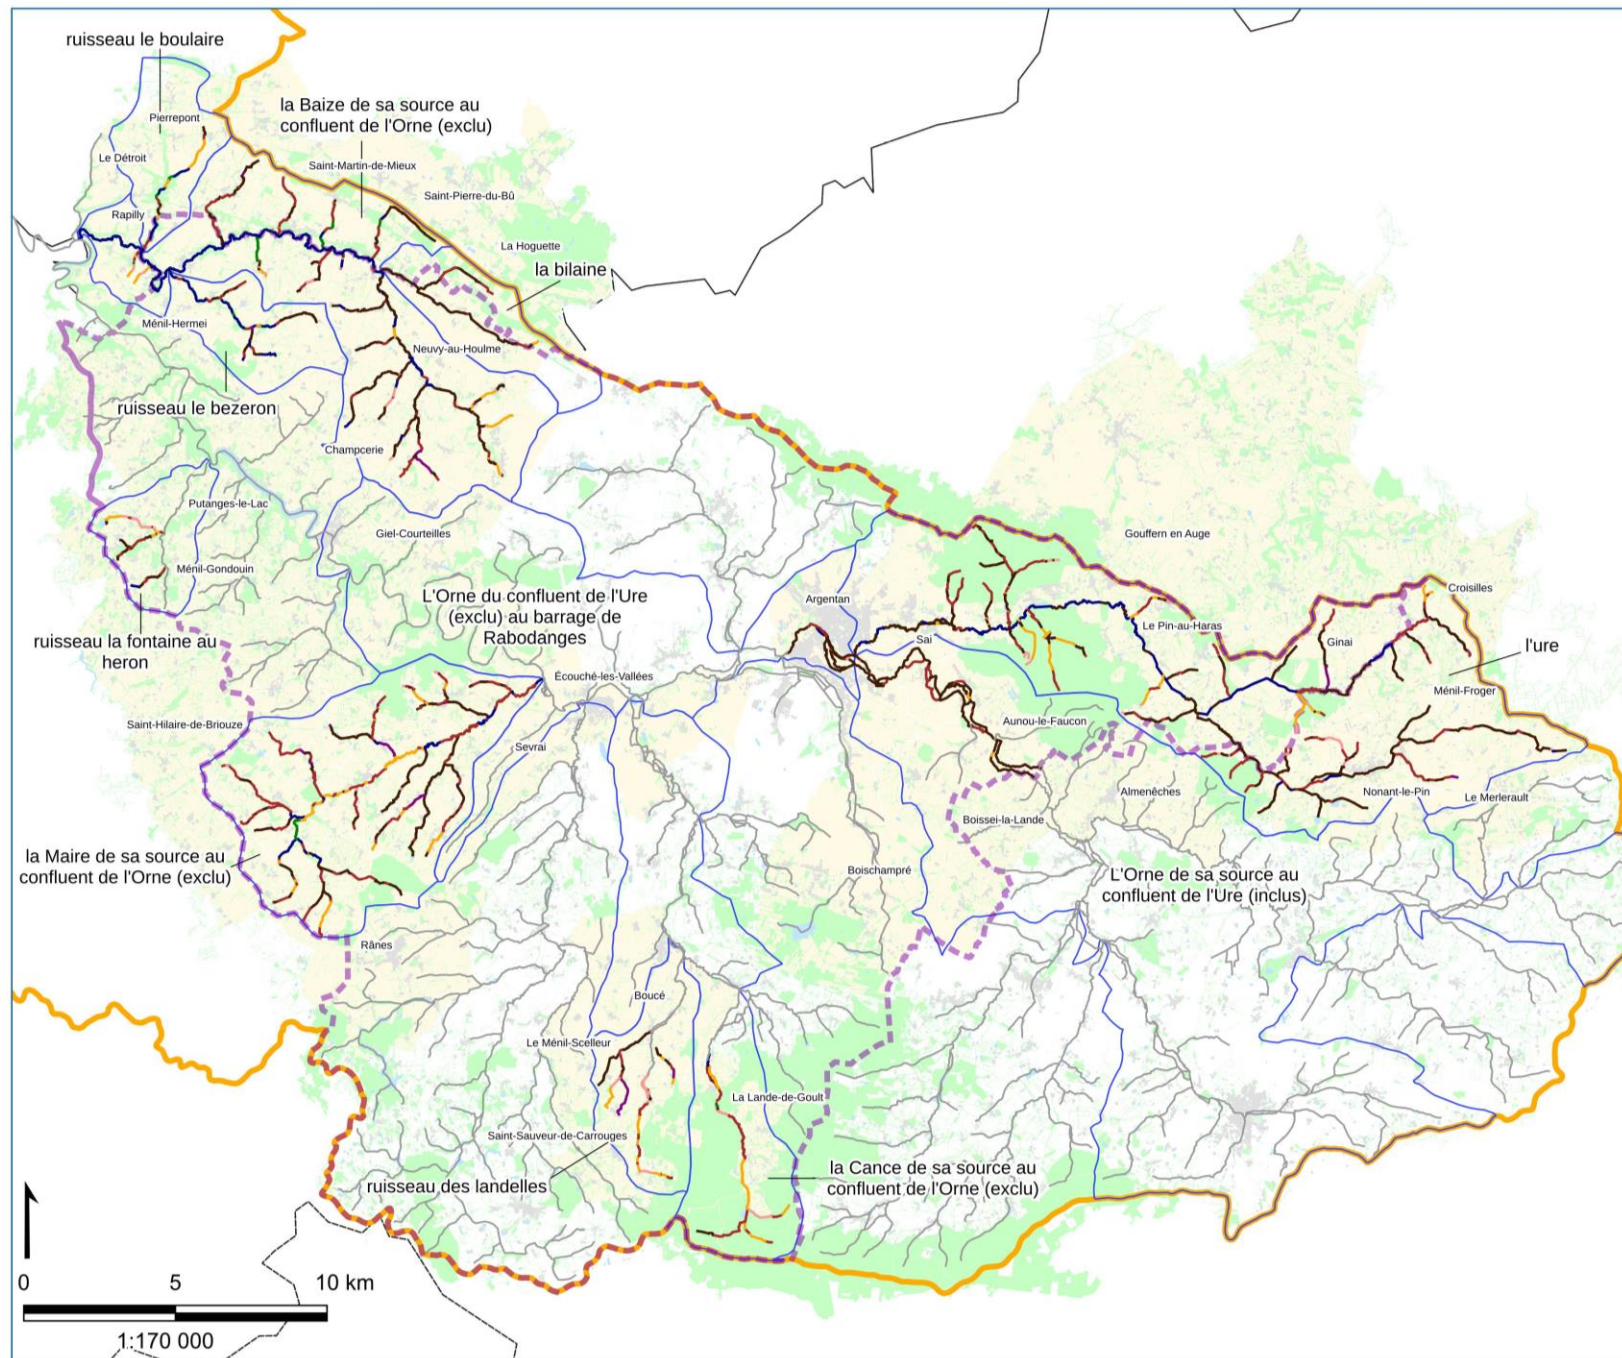 ruisseau le boulaire
Pierrepont
la Baize de sa source au
confluent de l'Orne (exclu)
Le Détroit
Saint-Martin-de-Mieux
Saint-Pierre-du-Bû
Rapilly
La Hoguette
la bilaine
Ménil-Hermei
Neuvy-au-Houlme
ruisseau le bezeron
Champcerie
Putanges-le-Lac
Giel-Courteilles
Gouffern en Auge
Ménil-Gondouin
L'Orne du confluent de l'Ure
(exclu) au barrage de
Rabodanges
Argentan
Croisilles
Le Pin-au-Haras
Sai
Ginai
l'ure
ruisseau la fontaine au
heron
Écouché-les-Vallées
Ménil-Froger
Saint-Hilaire-de-Briouze
Aunou-le-Faucon
Sevrai
Almenêches
Nonant-le-Pin
Le Merlerault
Boissei-la-Lande
la Maire de sa source au
confluent de l'Orne (exclu)
Boischampré
L'Orne de sa source au
confluent de l'Ure (inclus)
Rânes
Boucé
Le Ménil-Scelleur
La Lande-de-Goult
Saint-Sauveur-de-Carrouges
ruisseau des landelles
la Cance de sa source au
confluent de l'Orne (exclu)
0 5 10 km
1:170 000